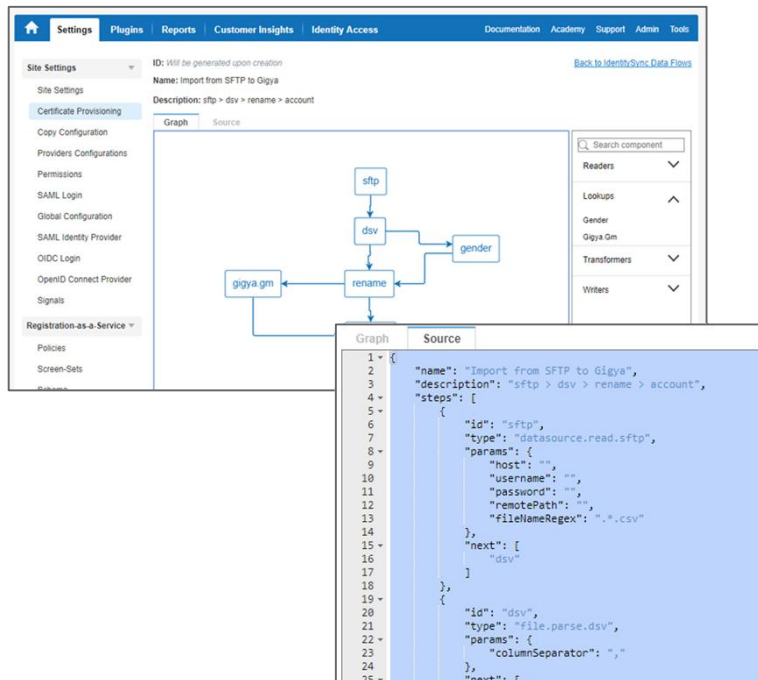 Settings Plugins Reports Customer Insights Identity Access Documentation Academy Support Admin Tools
Site Settings
Site Settings
Certificate Provisioning
Copy Configuration
Providers Configurations
Permissions
SAML Login
Global Configuration
SAML Identity Provider
OIDC Login
OpenID Connect Provider
Signals
Registration-as-a-Service
Policies
Screen-Sets
ID: Will be generated upon creation
Back to IdentitySync Data Flows
Name: Import from SFTP to Gigya
Description: sftp > dsv > rename > account
Graph Source
sftp
dsv
gender
gigya.gm
rename
Search component
Readers
Lookups
Gender
Gigya.Gm
Transformers
Writers
Graph Source
1 {
2 "name": "Import from SFTP to Gigya",
3 "description": "sftp > dsv > rename > account",
4 "steps": [
5 {
6 "id": "sftp",
7 "type": "datasource.read.sftp",
8 "params": {
9 "host": "",
10 "username": "",
11 "password": "",
12 "remotePath": "",
13 "fileNameRegex": ".*.csv"
14 },
15 "next": [
16 "dsv"
17 ]
18 },
19 {
20 "id": "dsv",
21 "type": "file.parse.dsv",
22 "params": {
23 "columnSeparator": ","
24 },
25 "next": [